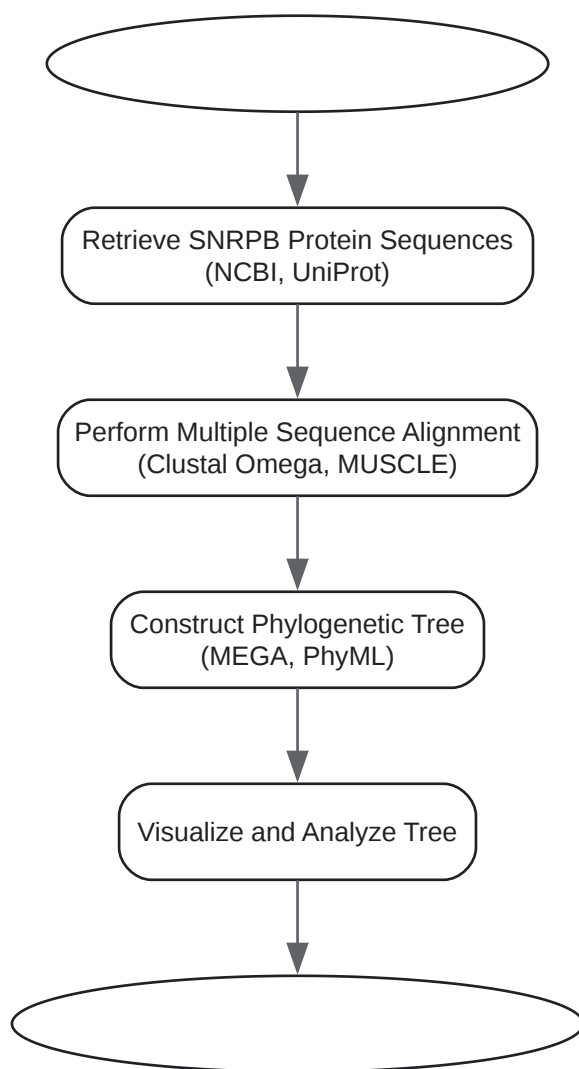 Retrieve SNRPB Protein Sequences
(NCBI, UniProt)
Perform Multiple Sequence Alignment
(Clustal Omega, MUSCLE)
Construct Phylogenetic Tree
(MEGA, PhyML)
Visualize and Analyze Tree